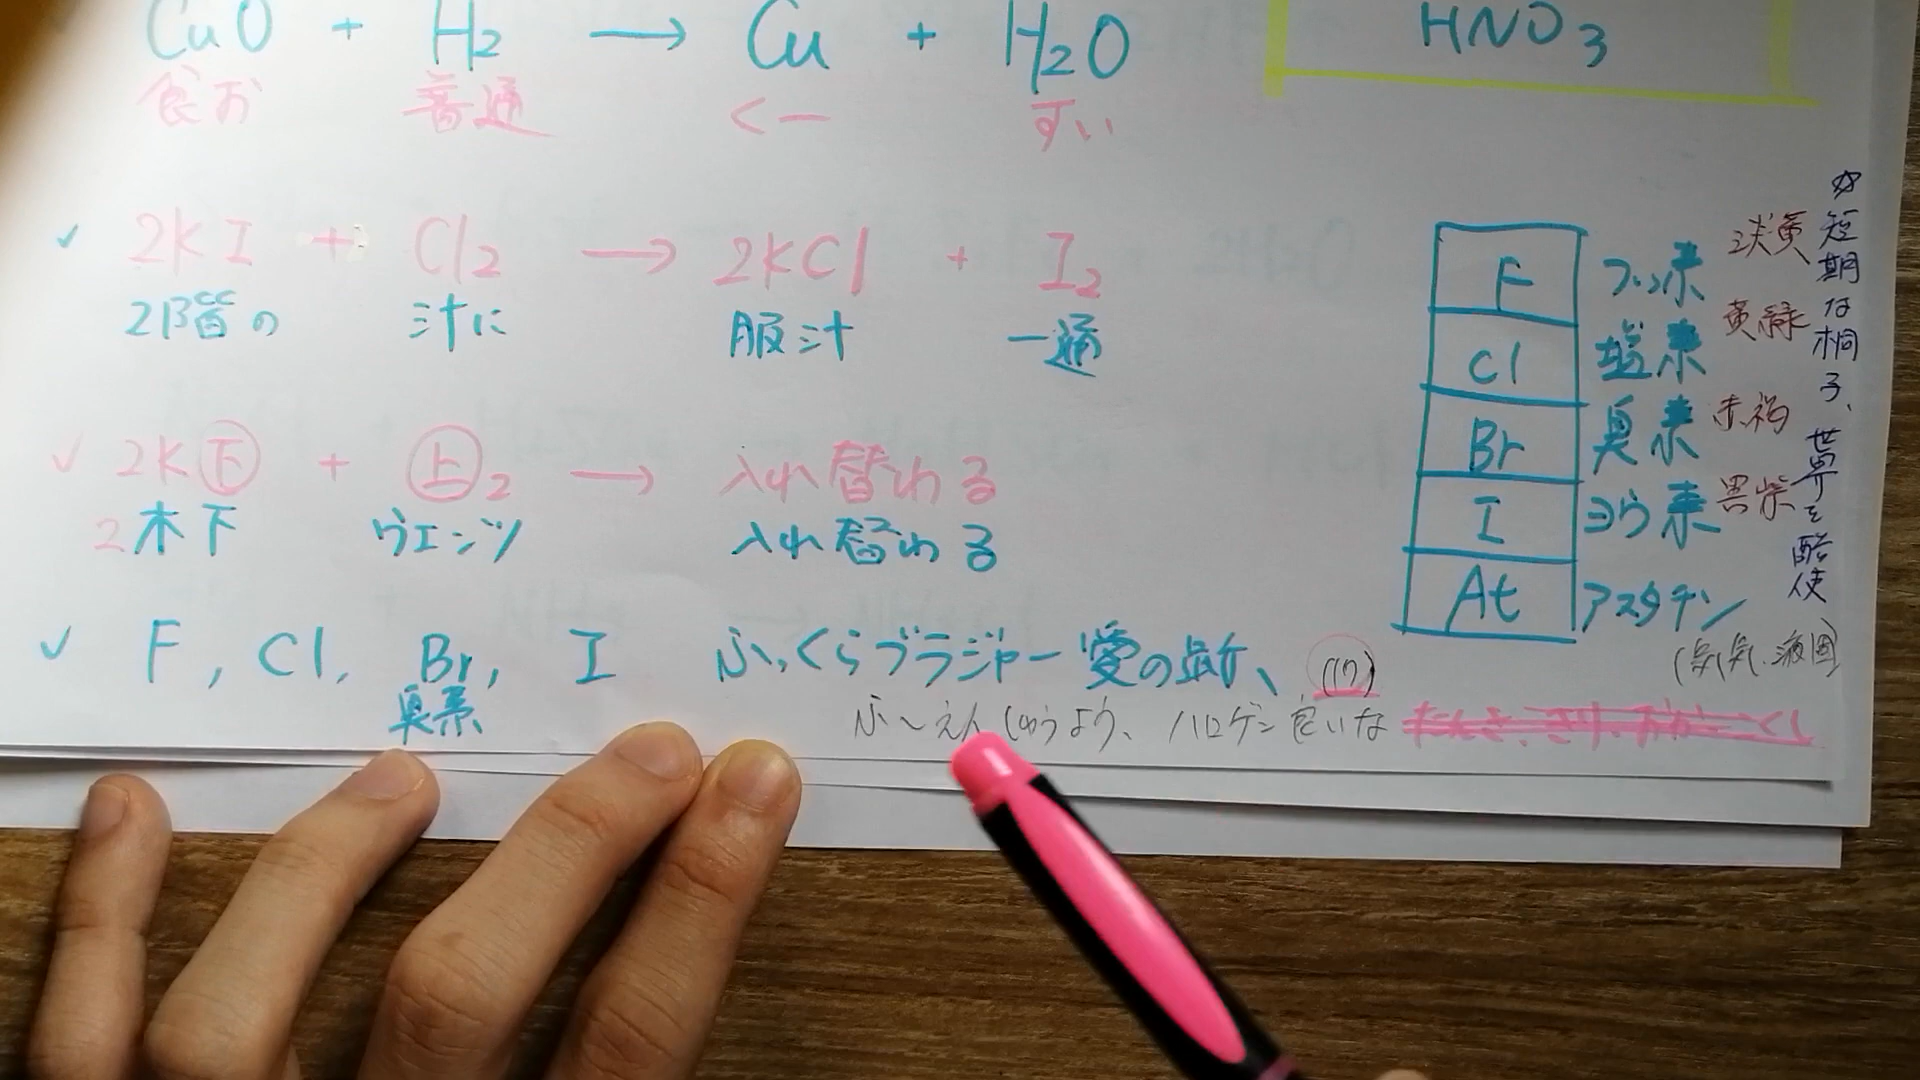 CuO + H2 → Cu + H2O
食お 普通 くー すい
HNO3
✓ 2KI + Cl2 → 2KCl + I2
2階の 汁に 服汁 一通
✓ 2K下 + 上2 → 入れ替わる
2木下 ウエシツ 入れ替わる
✓ F, Cl, Br, I ふっくらブラジャー愛の跡、(17)
臭素
ふ〜えんしゅうより、ハロゲン良いな
F フッ素 淡黄
Cl 塩素 黄緑
Br 臭素 赤褐
I ヨウ素 黒紫
At アスタチン
(気気液固)
短期は桐子、世界を酷使